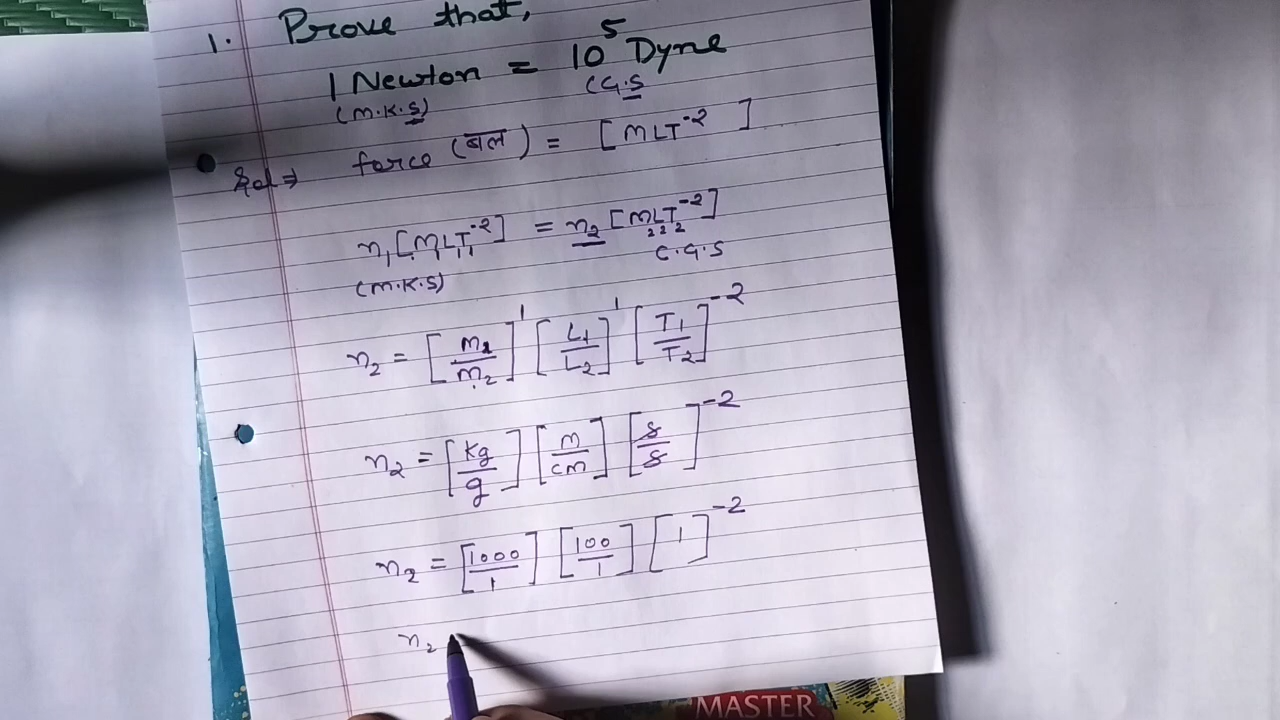 1. Prove that,
1 Newton = 10⁵ Dyne
(M.K.S) C.G.S
Sol ⇒ force (बल) = [MLT⁻²]
n₁[M₁L₁T₁⁻²] = n₂[M₂L₂T₂⁻²]
(M.K.S) C.G.S
n₂ = [M₁/M₂]¹ [L₁/L₂]¹ [T₁/T₂]⁻²
n₂ = [kg/g] [m/cm] [s/s]⁻²
n₂ = [1000/1] [100/1] [1]⁻²
n₂
MASTER